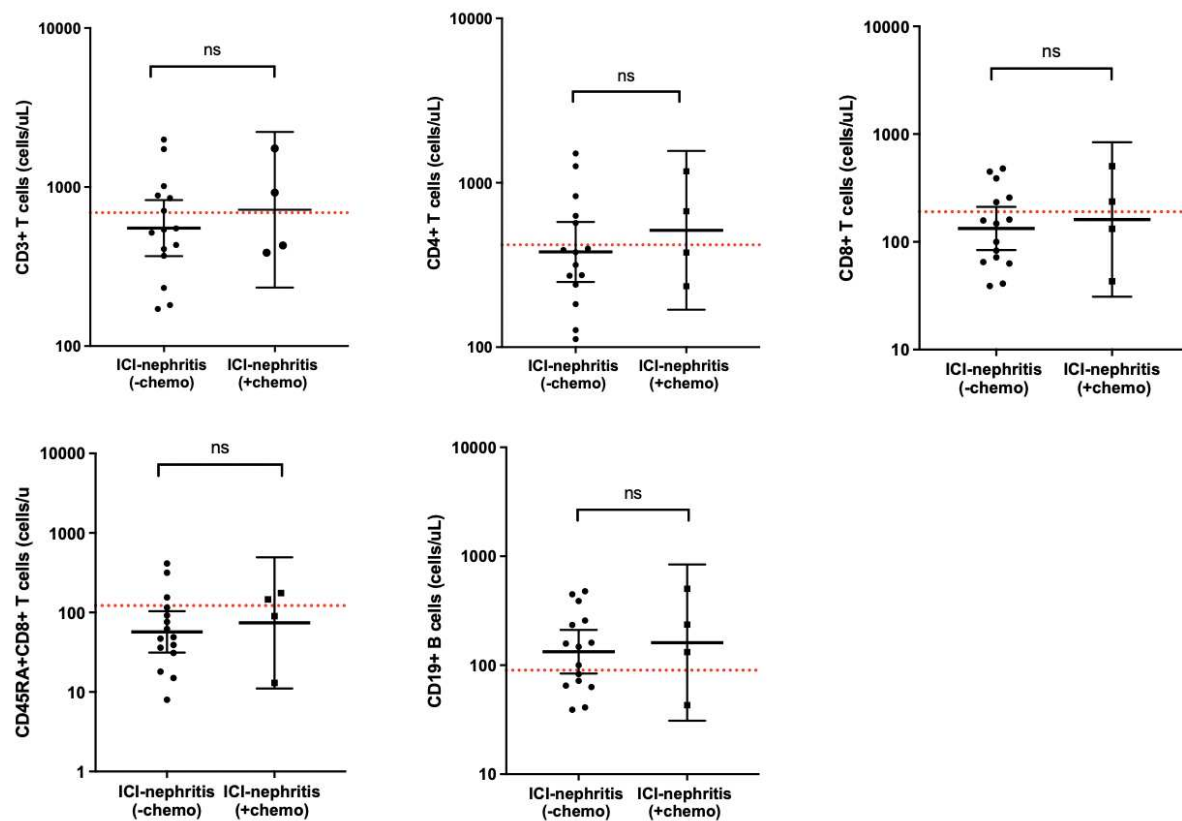 ns
10000
1000
100
CD3+ T cells (cells/uL)
ICI-nephritis
(-chemo)
ICI-nephritis
(+chemo)
ns
10000
1000
100
CD4+ T cells (cells/uL)
ICI-nephritis
(-chemo)
ICI-nephritis
(+chemo)
ns
10000
1000
100
10
CD8+ T cells (cells/uL)
ICI-nephritis
(-chemo)
ICI-nephritis
(+chemo)
ns
10000
1000
100
10
1
CD45RA+CD8+ T cells (cells/u
ICI-nephritis
(-chemo)
ICI-nephritis
(+chemo)
ns
10000
1000
100
10
CD19+ B cells (cells/uL)
ICI-nephritis
(-chemo)
ICI-nephritis
(+chemo)